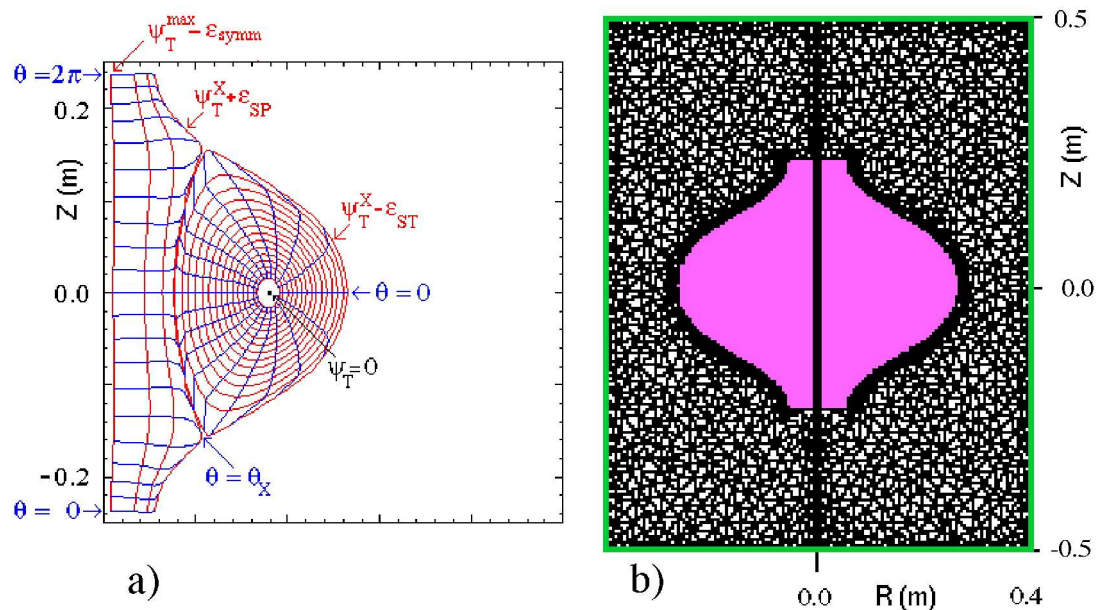 ψ_T^max − ε_symm
θ = 2π
ψ_T^X + ε_SP
0.2
Z (m)
ψ_T^X − ε_ST
0.0
θ = 0
ψ_T = 0
−0.2
θ = θ_X
θ = 0
a)
0.5
Z (m)
0.0
-0.5
b)
0.0
R (m)
0.4